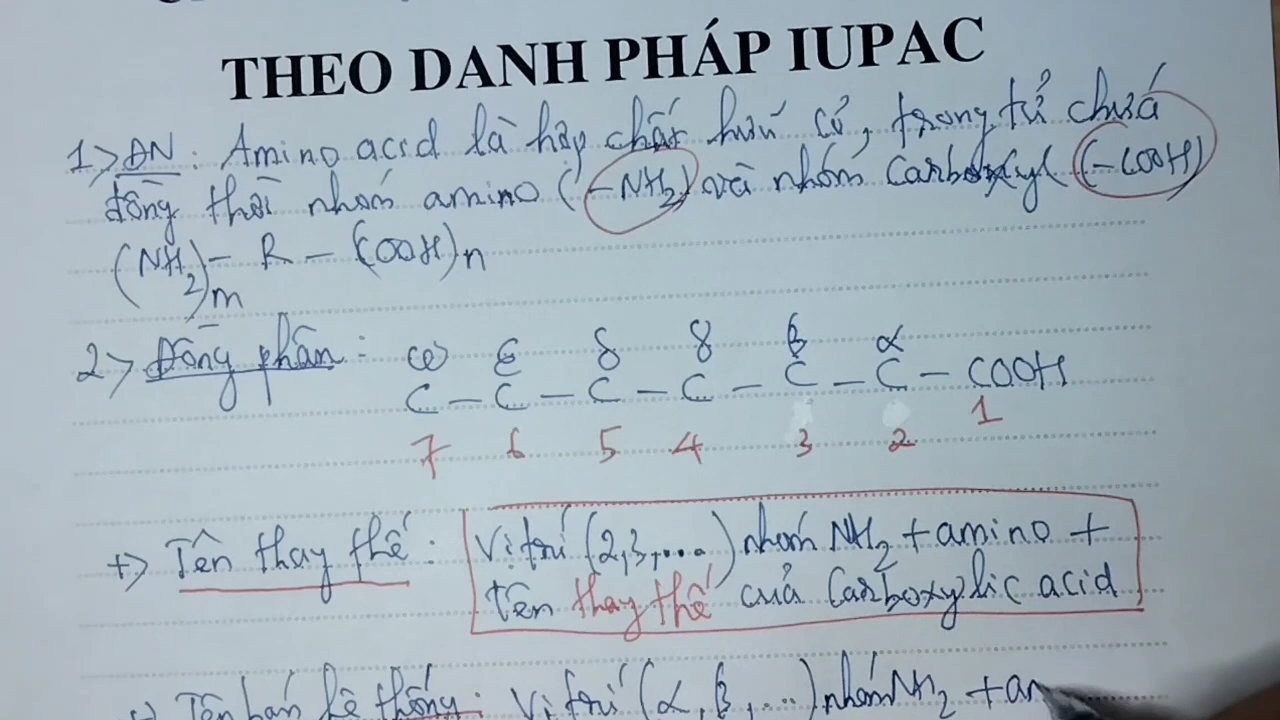 THEO DANH PHÁP IUPAC
1> ĐN: Amino acid là hợp chất hữu cơ, trong tử chứa
đồng thời nhóm amino (-NH2) và nhóm Carboxyl (-COOH)
(NH2)m - R - (COOH)n
2> Đồng phân: ω ε δ γ β α
C - C - C - C - C - C - COOH
7 6 5 4 3 2 1
+> Tên thay thế: Vị trí (2,3,....) nhóm NH2 + amino +
tên thay thế của Carboxylic acid
+> Tên bán hệ thống: Vị trí (α, β, ...) nhóm NH2 + am